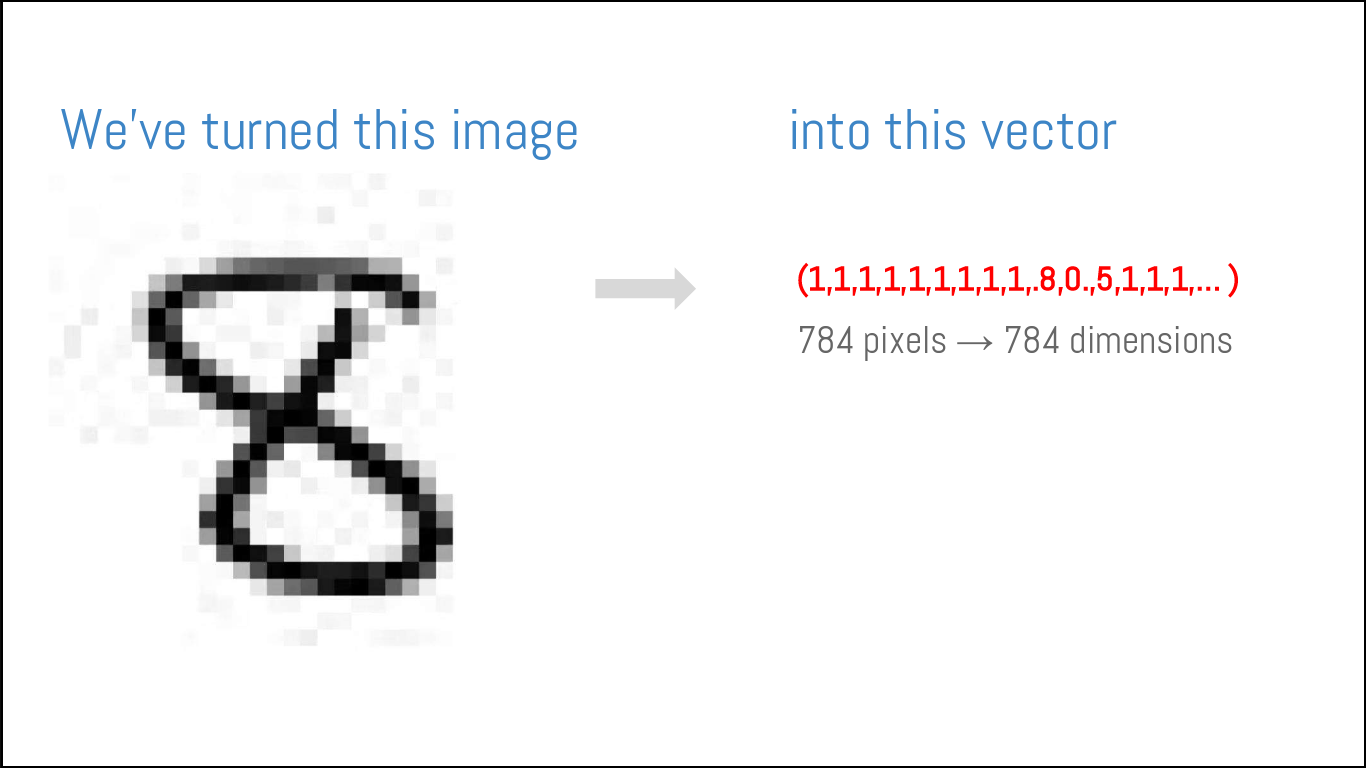 We've turned this image
into this vector
8
(1,1,1,1,1,1,1,1,1,.8,0.,5,1,1,1,... )
784 pixels → 784 dimensions